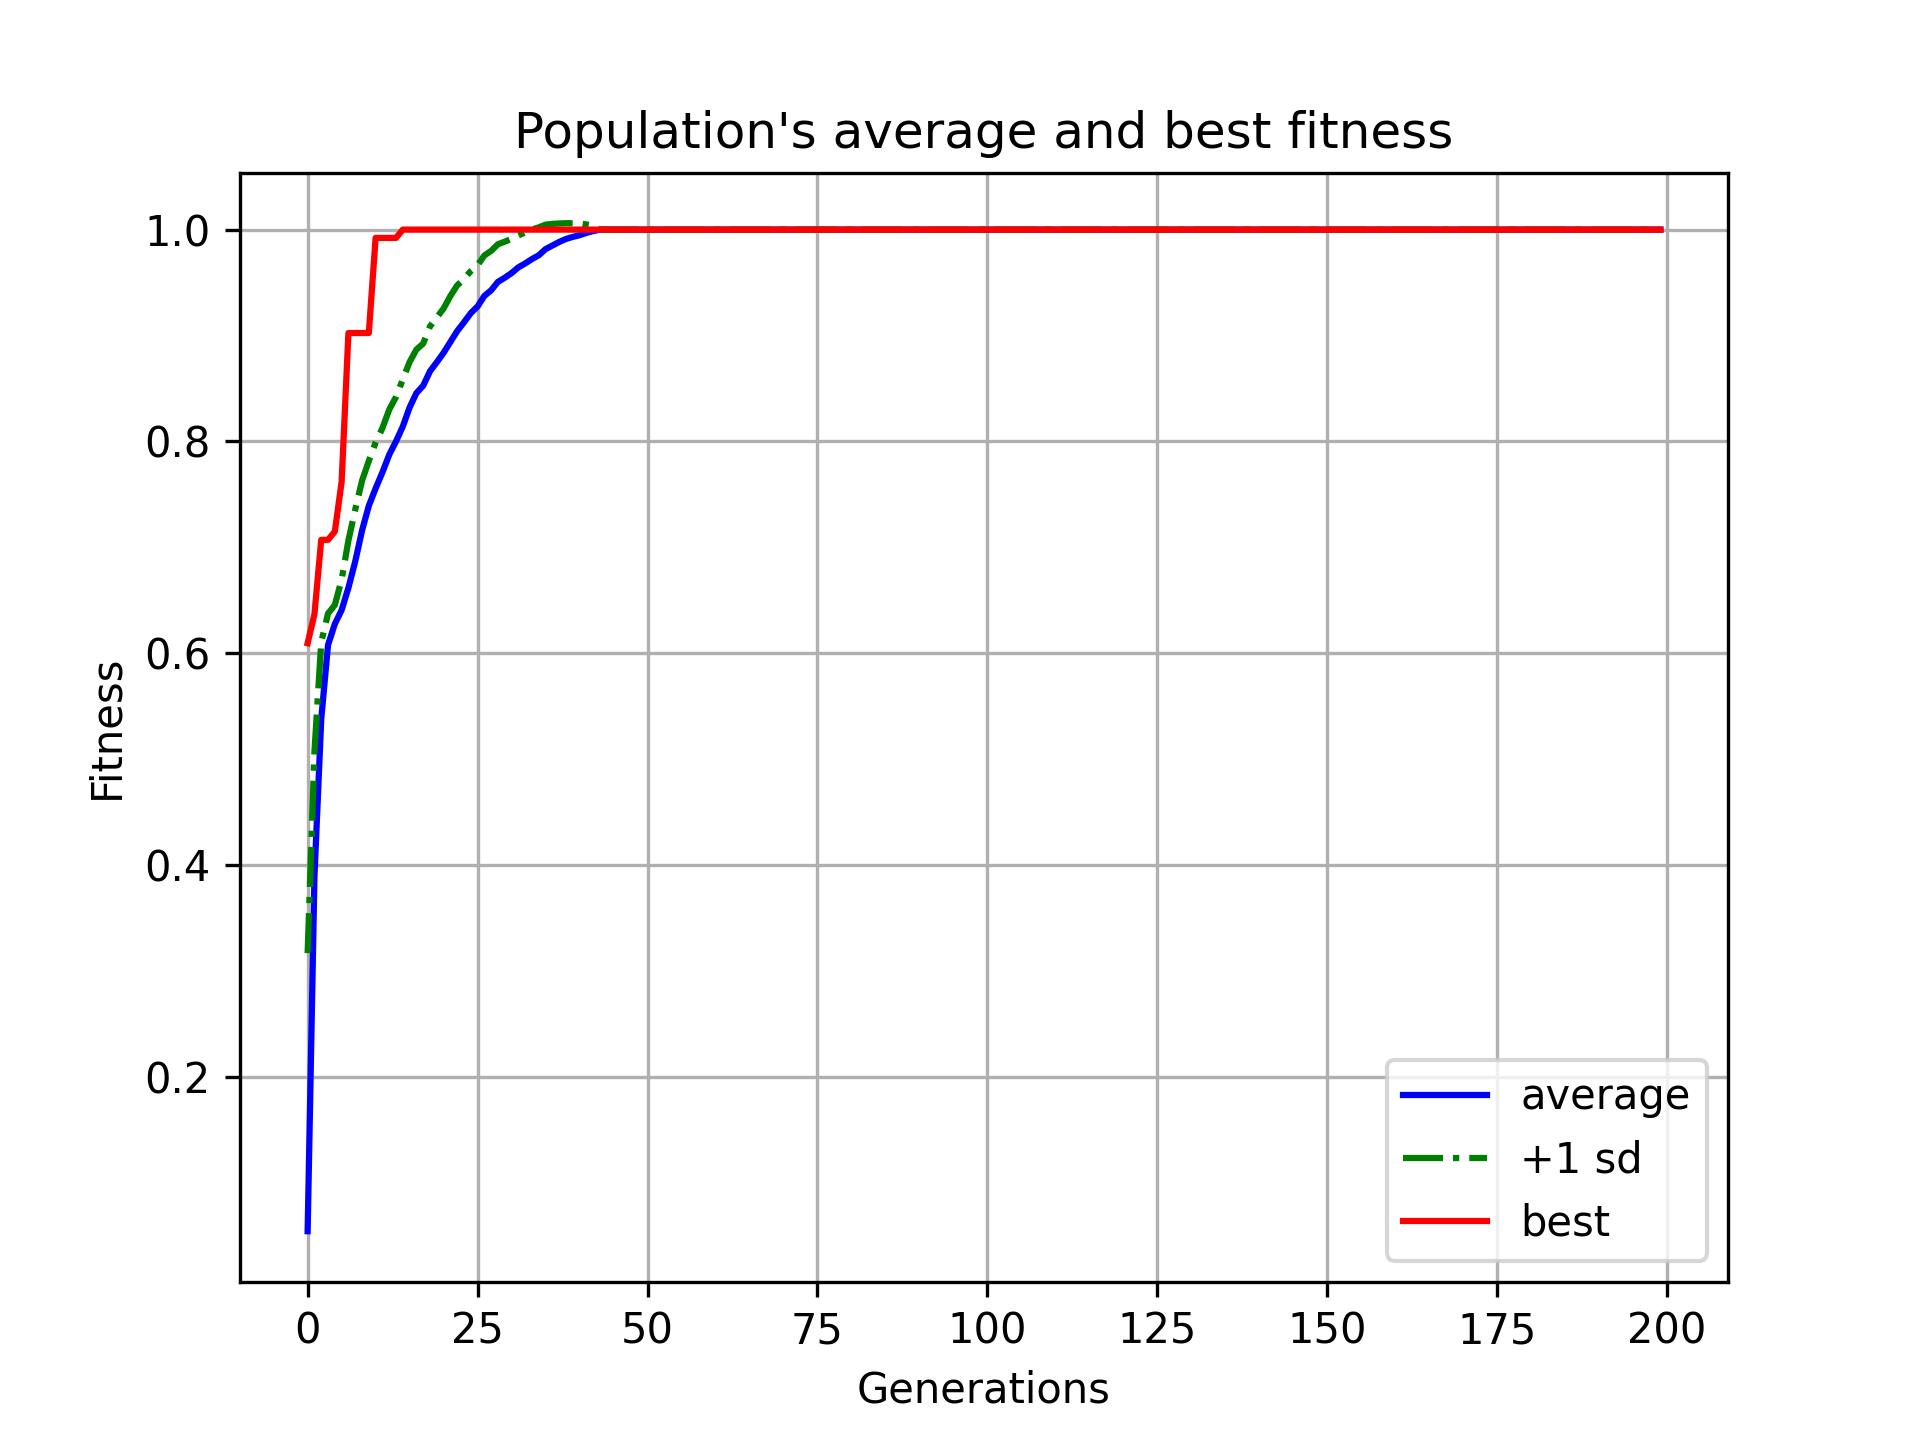 Population's average and best fitness
1.0
0.8
0.6
0.4
0.2
Fitness
average
+1 sd
best
0 25 50 75 100 125 150 175 200
Generations